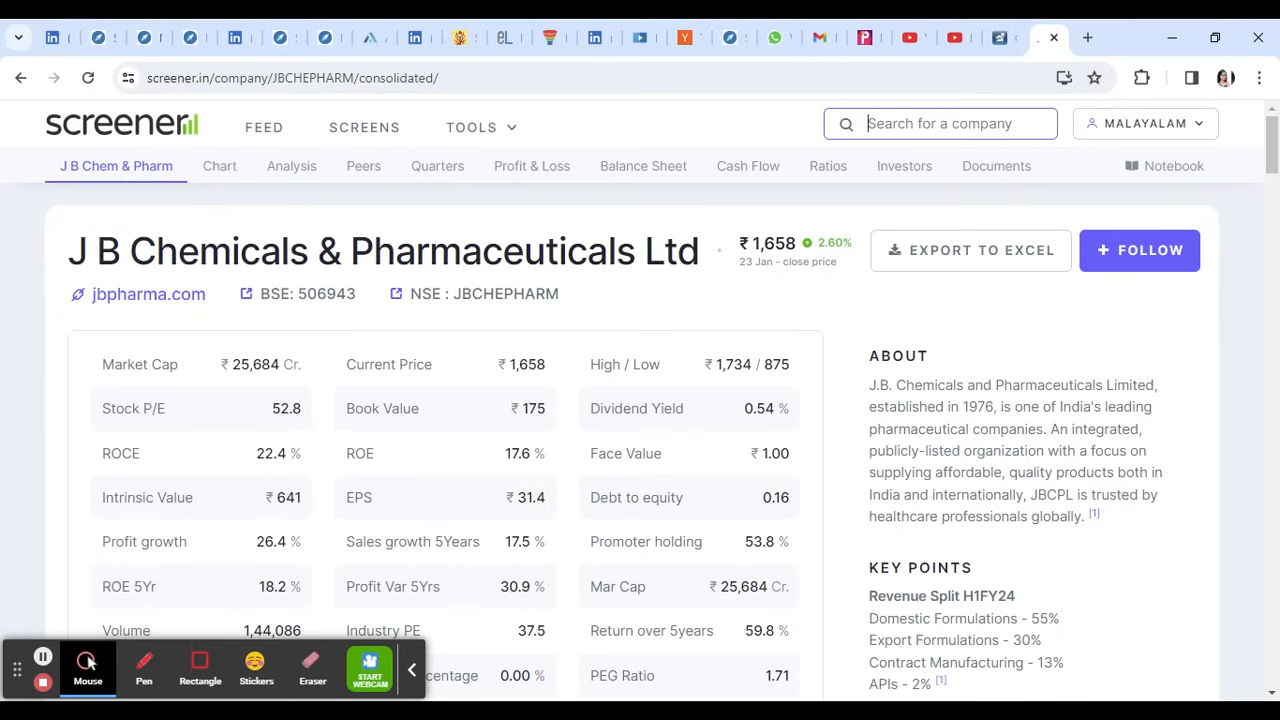 screener.in/company/JBCHEPHARM/consolidated/
screener
FEED
SCREENS
TOOLS
Search for a company
MALAYALAM
J B Chem & Pharm
Chart
Analysis
Peers
Quarters
Profit & Loss
Balance Sheet
Cash Flow
Ratios
Investors
Documents
Notebook
J B Chemicals & Pharmaceuticals Ltd
₹ 1,658 2.60%
23 Jan - close price
EXPORT TO EXCEL
+ FOLLOW
jbpharma.com
BSE: 506943
NSE : JBCHEPHARM
Market Cap ₹ 25,684 Cr.
Current Price ₹ 1,658
High / Low ₹ 1,734 / 875
Stock P/E 52.8
Book Value ₹ 175
Dividend Yield 0.54 %
ROCE 22.4 %
ROE 17.6 %
Face Value ₹ 1.00
Intrinsic Value ₹ 641
EPS ₹ 31.4
Debt to equity 0.16
Profit growth 26.4 %
Sales growth 5Years 17.5 %
Promoter holding 53.8 %
ROE 5Yr 18.2 %
Profit Var 5Yrs 30.9 %
Mar Cap ₹ 25,684 Cr.
Volume 1,44,086
Industry PE 37.5
Return over 5years 59.8 %
centage 0.00 %
PEG Ratio 1.71
ABOUT
J.B. Chemicals and Pharmaceuticals Limited,
established in 1976, is one of India's leading
pharmaceutical companies. An integrated,
publicly-listed organization with a focus on
supplying affordable, quality products both in
India and internationally, JBCPL is trusted by
healthcare professionals globally. [1]
KEY POINTS
Revenue Split H1FY24
Domestic Formulations - 55%
Export Formulations - 30%
Contract Manufacturing - 13%
APIs - 2% [1]
Mouse
Pen
Rectangle
Stickers
Eraser
START
WEBCAM